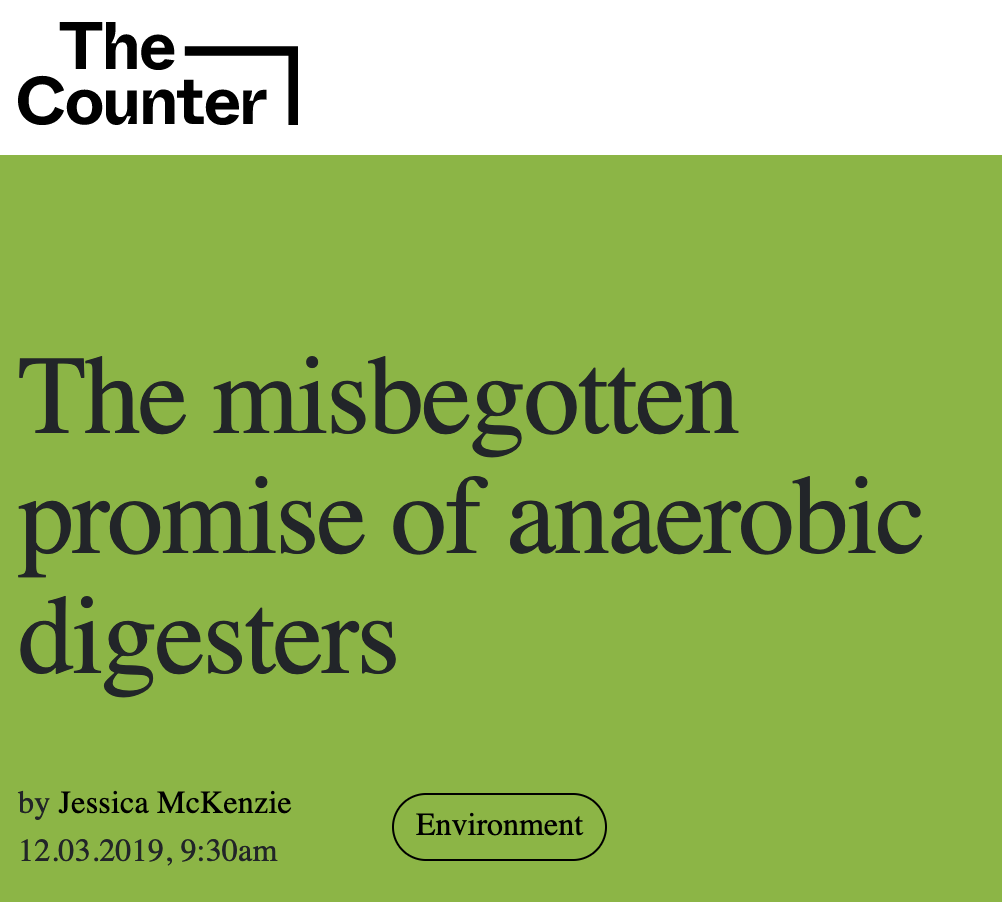 The
Counter
The misbegotten
promise of anaerobic
digesters
by Jessica McKenzie
12.03.2019, 9:30am
Environment